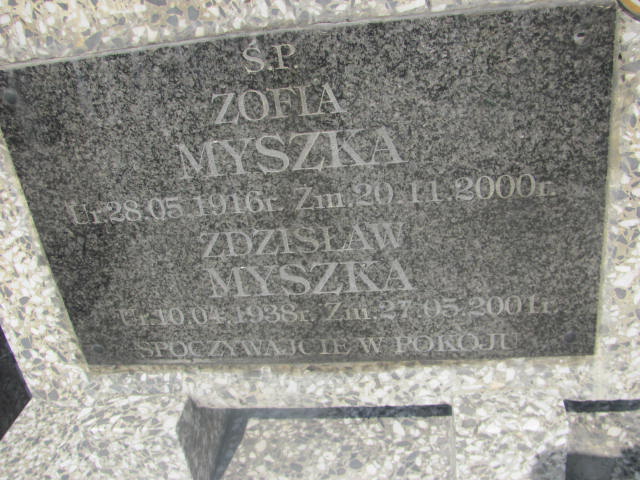 Ś.P.
ZOFIA
MYSZKA
Ur.28.05.1916r. Zm.20.11.2000r.
ZDZISŁAW
MYSZKA
Ur.10.04.1938r. Zm.27.05.2001r.
SPOCZYWAJCIE W POKOJU